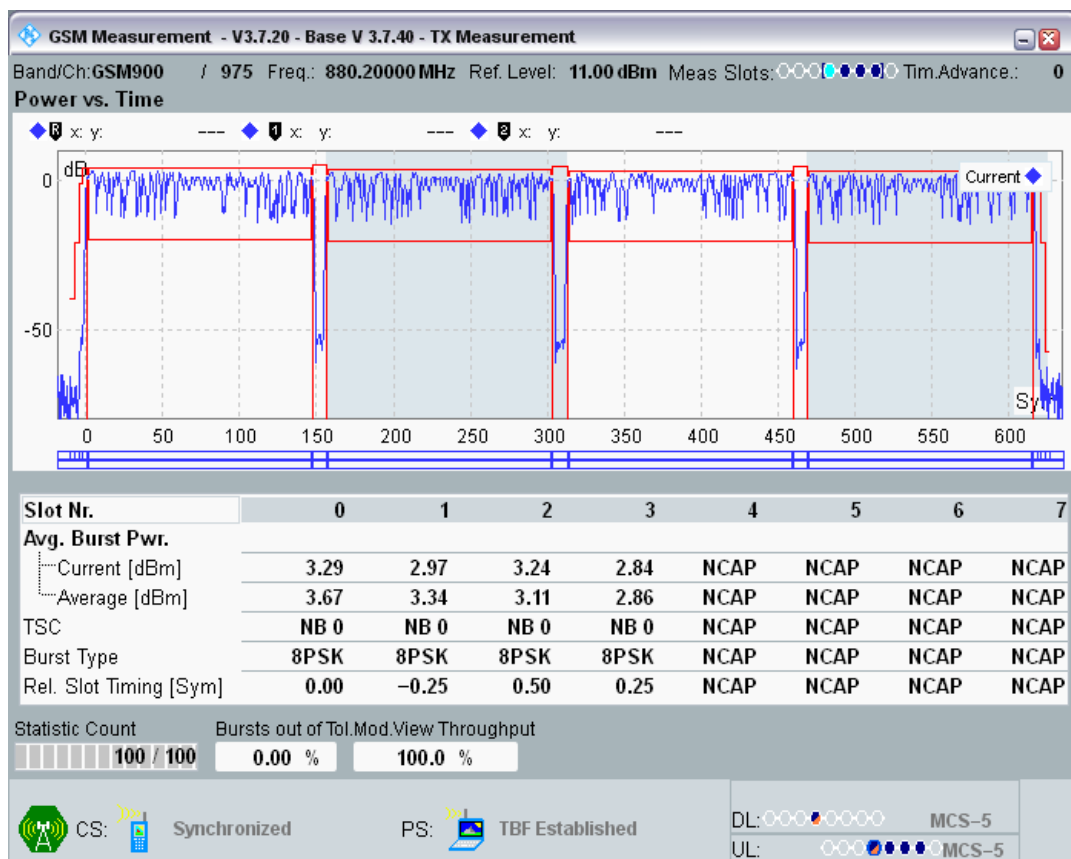 GSM Measurement - V3.7.20 - Base V 3.7.40 - TX Measurement
Band/Ch:GSM900 / 975 Freq.: 880.20000 MHz Ref. Level: 11.00 dBm Meas Slots: Tim.Advance.: 0
Power vs. Time
R x: y: --- 1 x: y: --- 2 x: y: ---
dB
Current
0
-50
Sy
0 50 100 150 200 250 300 350 400 450 500 550 600
Slot Nr. 0 1 2 3 4 5 6 7
Avg. Burst Pwr.
Current [dBm] 3.29 2.97 3.24 2.84 NCAP NCAP NCAP NCAP
Average [dBm] 3.67 3.34 3.11 2.86 NCAP NCAP NCAP NCAP
TSC NB 0 NB 0 NB 0 NB 0 NCAP NCAP NCAP NCAP
Burst Type 8PSK 8PSK 8PSK 8PSK NCAP NCAP NCAP NCAP
Rel. Slot Timing [Sym] 0.00 −0.25 0.50 0.25 NCAP NCAP NCAP NCAP
Statistic Count Bursts out of Tol.Mod.View Throughput
100 / 100 0.00 % 100.0 %
CS: Synchronized PS: TBF Established
DL: MCS−5
UL: MCS−5